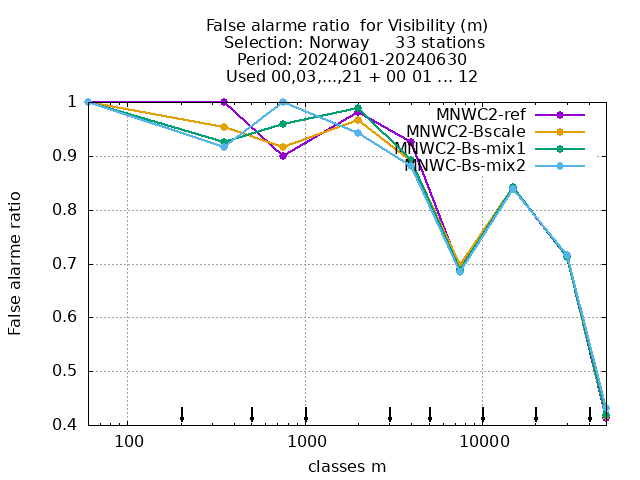 False alarme ratio  for Visibility (m)
Selection: Norway     33 stations
Period: 20240601-20240630
Used 00,03,...,21 + 00 01 ... 12
MNWC2-ref
MNWC2-Bscale
MNWC2-Bs-mix1
MNWC-Bs-mix2
False alarme ratio
1
0.9
0.8
0.7
0.6
0.5
0.4
100
1000
10000
classes m